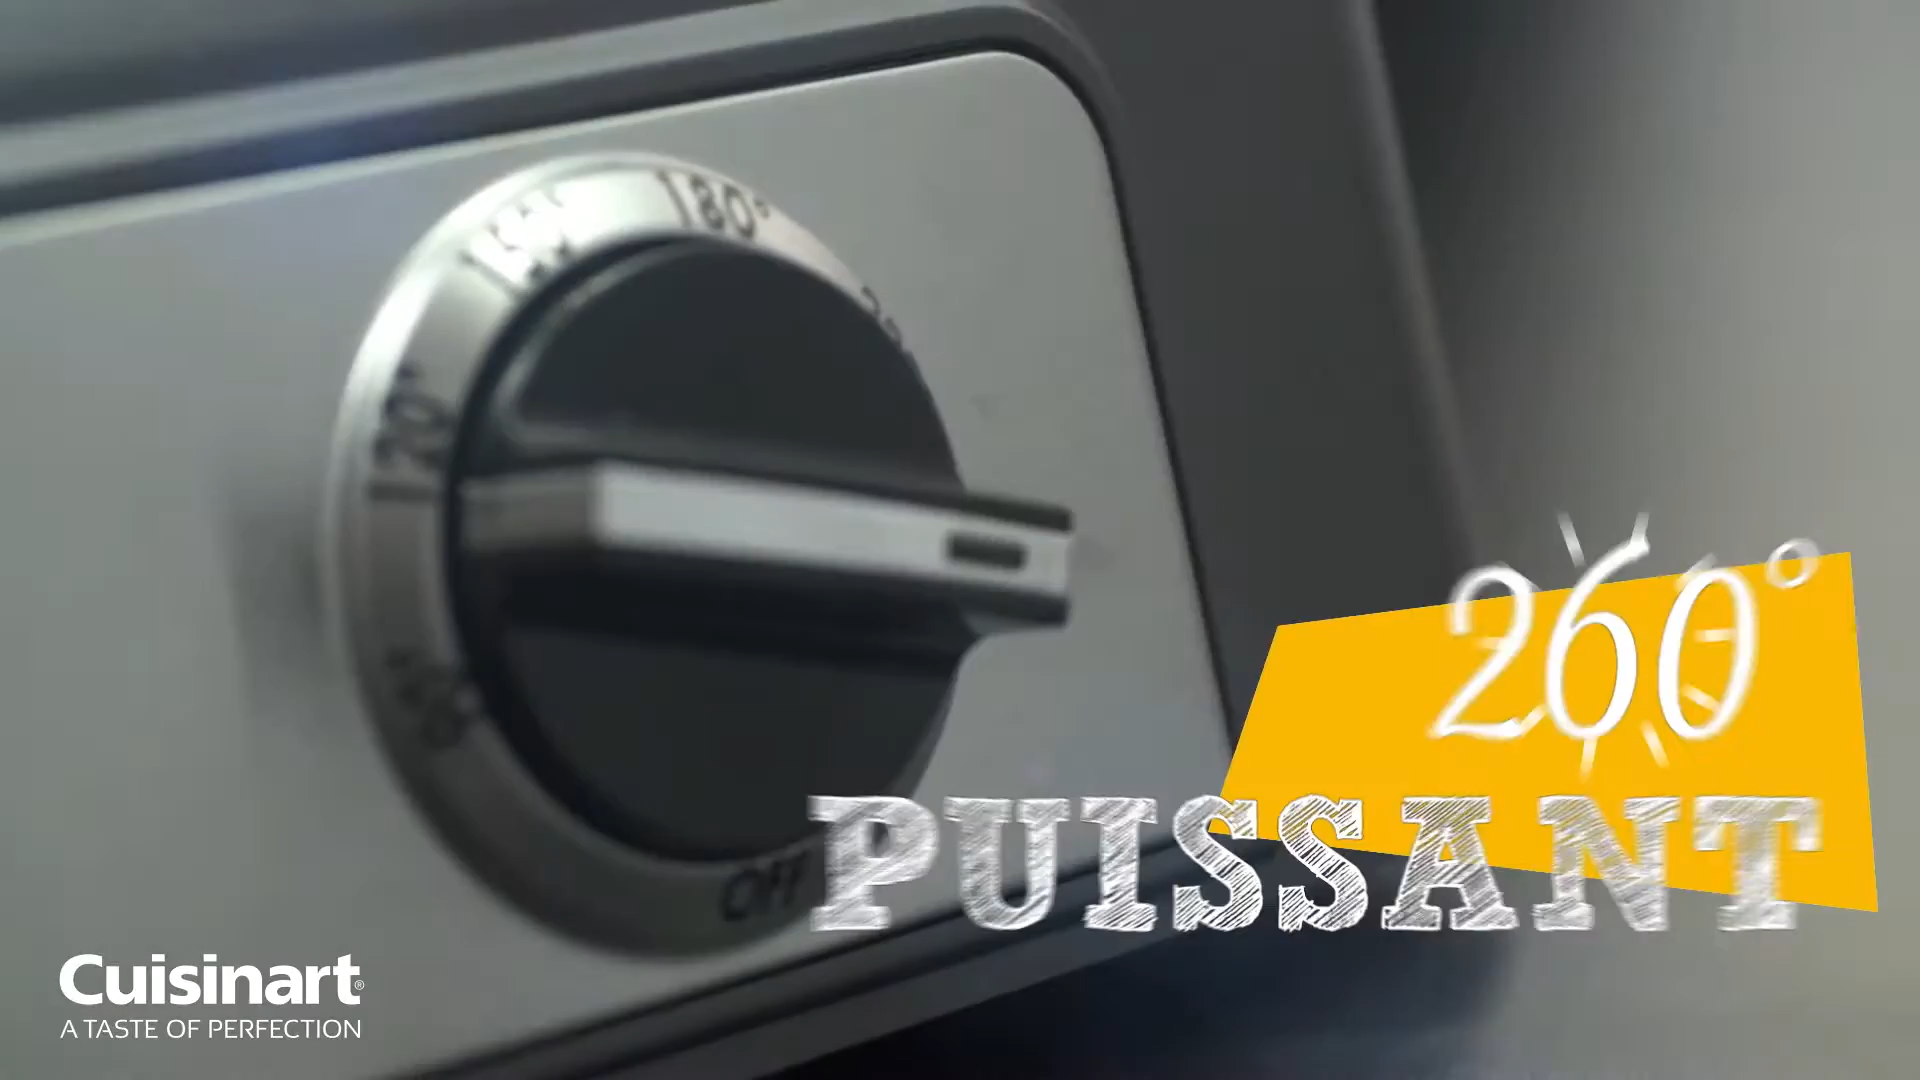 180°
OFF
260°
PUISSANT
Cuisinart®
A TASTE OF PERFECTION